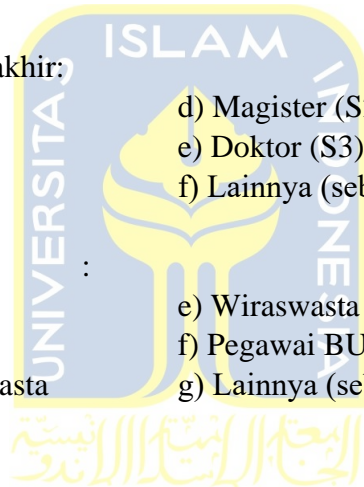 ISLAM
UNIVERSITAS
INDONESIA
akhir:
d) Magister (S
e) Doktor (S3)
f) Lainnya (seb
:
e) Wiraswasta
f) Pegawai BU
asta
g) Lainnya (seb